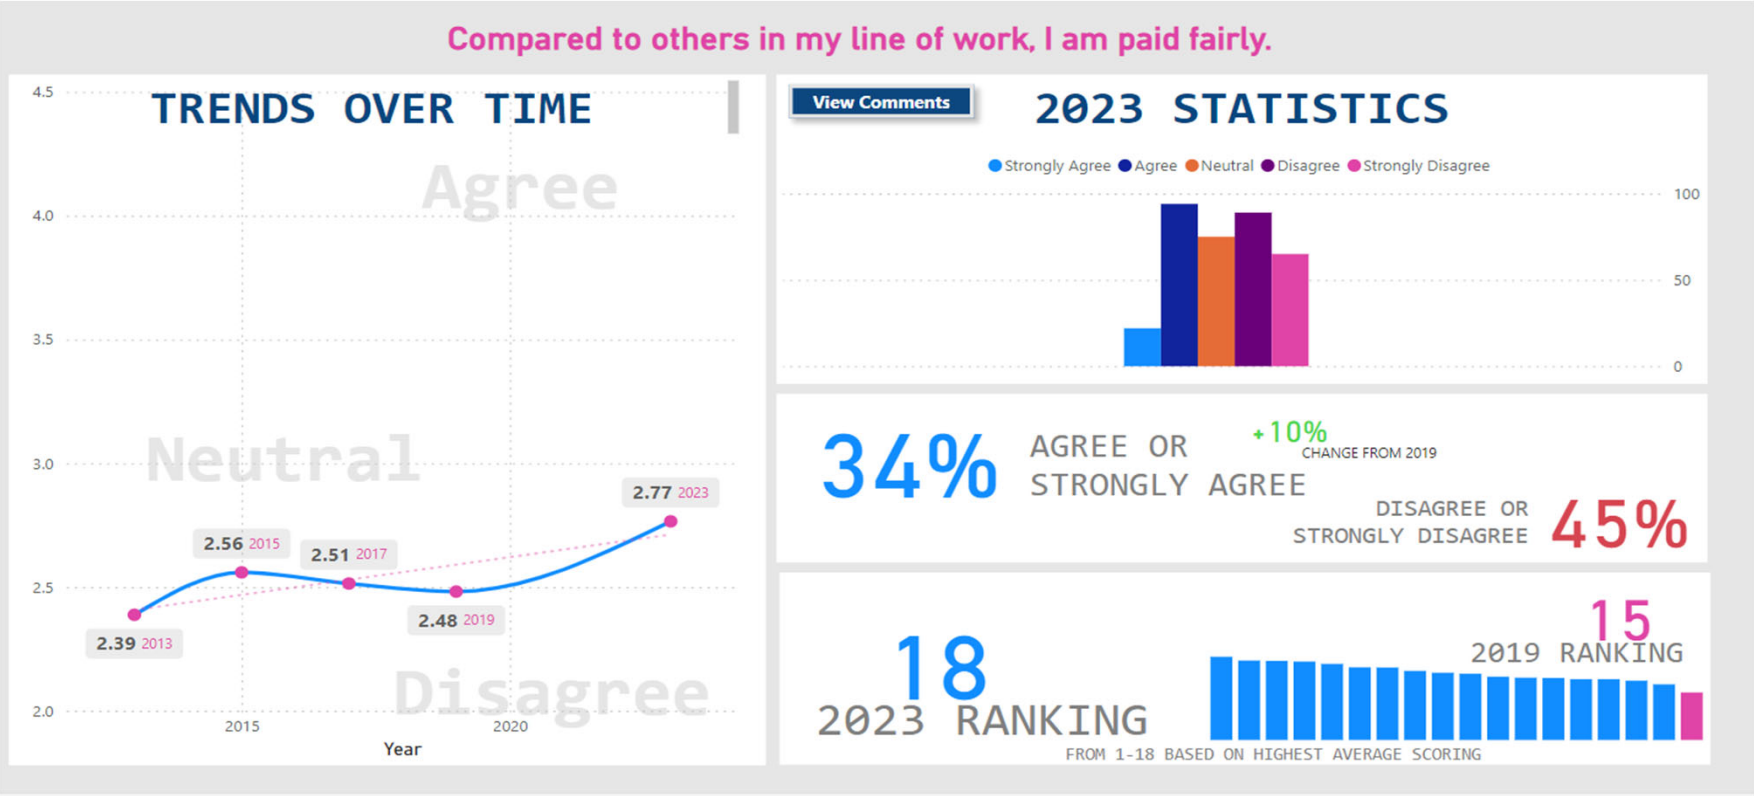 Compared to others in my line of work, I am paid fairly.
TRENDS OVER TIME
4.5
4.0
3.5
3.0
2.5
2.0
Agree
Neutral
Disagree
2.39 2013
2.56 2015
2.51 2017
2.48 2019
2.77 2023
2015
2020
Year
View Comments
2023 STATISTICS
Strongly Agree
Agree
Neutral
Disagree
Strongly Disagree
100
50
0
34%
AGREE OR
STRONGLY AGREE
+10%
CHANGE FROM 2019
DISAGREE OR
STRONGLY DISAGREE
45%
18
2023 RANKING
15
2019 RANKING
FROM 1-18 BASED ON HIGHEST AVERAGE SCORING